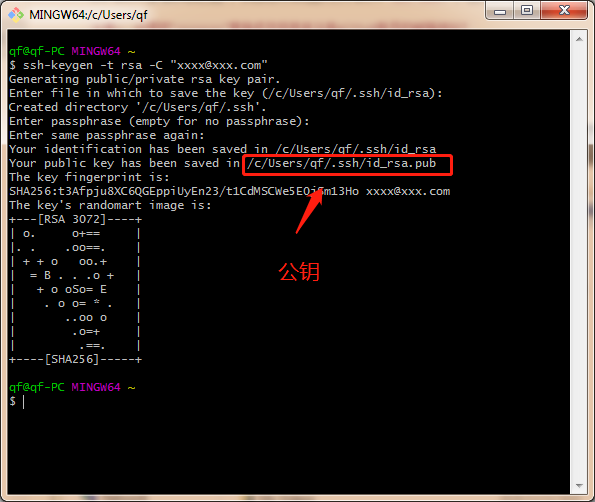 MINGW64:/c/Users/qf
qf@qf-PC MINGW64 ~
$ ssh-keygen -t rsa -C "xxxx@xxx.com"
Generating public/private rsa key pair.
Enter file in which to save the key (/c/Users/qf/.ssh/id_rsa):
Created directory '/c/Users/qf/.ssh'.
Enter passphrase (empty for no passphrase):
Enter same passphrase again:
Your identification has been saved in /c/Users/qf/.ssh/id_rsa
Your public key has been saved in /c/Users/qf/.ssh/id_rsa.pub
The key fingerprint is:
xxxx@xxx.com
The key's randomart image is:
+---[RSA 3072]----+
| o.     o+==     |
|. .    .oo==.    |
| + + o   oo.+    |
|  = B . . .o +   |
|   + o oSo= E    |
|    . o o= * .   |
|       ..oo o    |
|        .o=+     |
|         .==.    |
+----[SHA256]-----+
公钥
qf@qf-PC MINGW64 ~
$